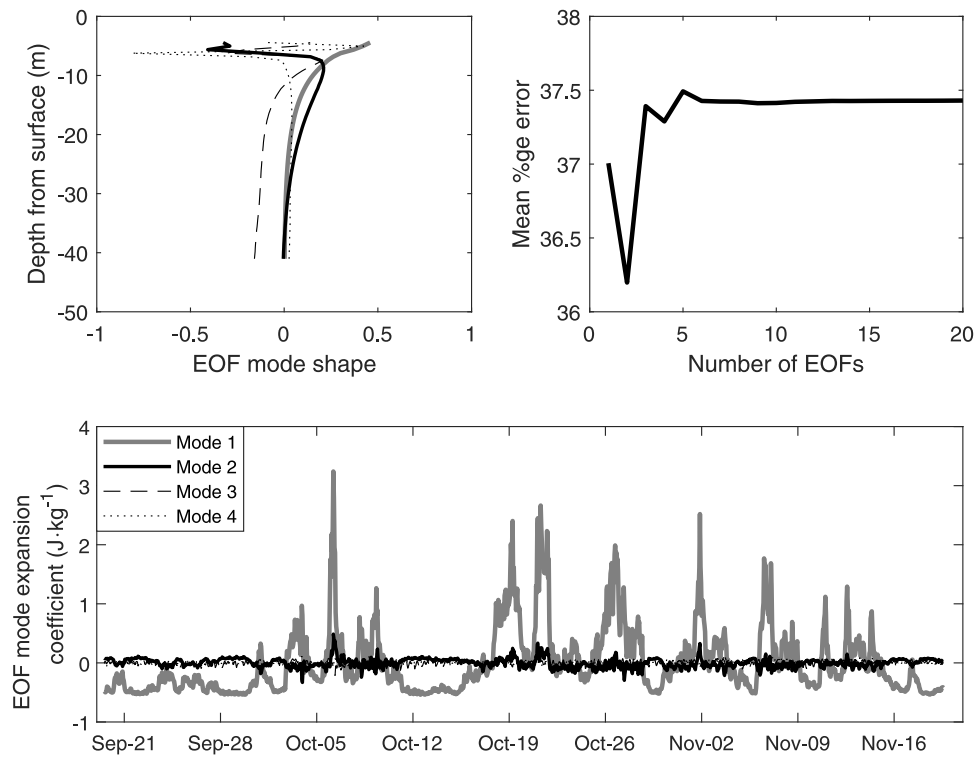 0
-10
-20
-30
-40
-50
Depth from surface (m)
-1
-0.5
0
0.5
1
EOF mode shape
38
37.5
37
36.5
36
Mean %ge error
0
5
10
15
20
Number of EOFs
4
3
2
1
0
-1
EOF mode expansion
coefficient (J·kg-1)
Mode 1
Mode 2
Mode 3
Mode 4
Sep-21
Sep-28
Oct-05
Oct-12
Oct-19
Oct-26
Nov-02
Nov-09
Nov-16